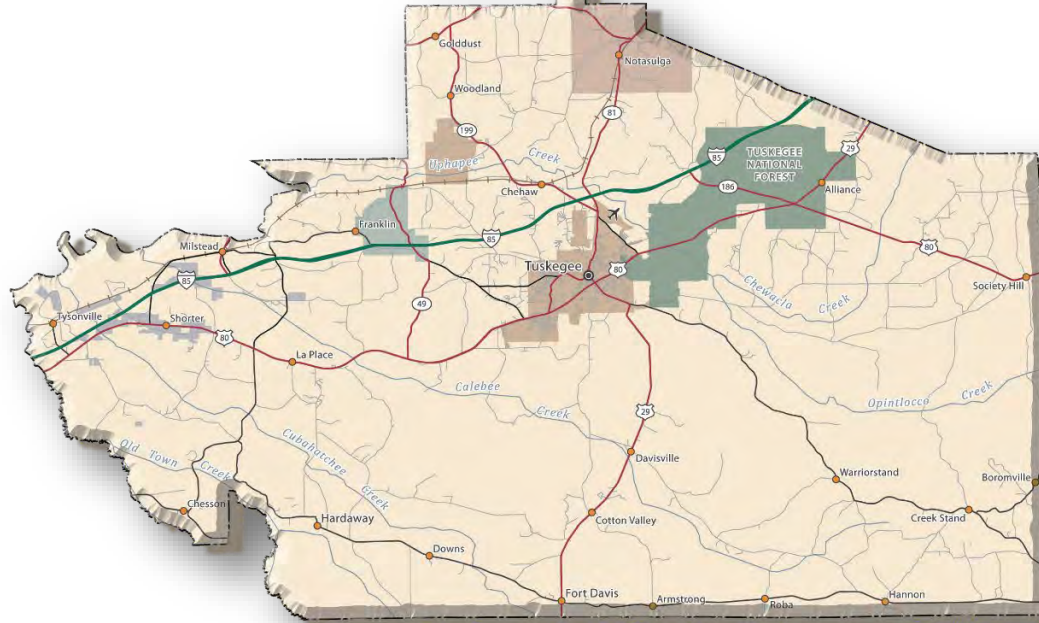 Golddust
Notasulga
Woodland
81
199
Uphapee Creek
85
TUSKEGEE
NATIONAL
FOREST
29
Chehaw
186
Alliance
Franklin
85
Milstead
80
Tuskegee
80
85
Society Hill
Chewacla Creek
49
Tysonville
Shorter
80
La Place
Calebee Creek
Opintlocco Creek
29
Old Town Creek
Cubahatchee Creek
Davisville
Warriorstand
Boromville
Chesson
Hardaway
Cotton Valley
Creek Stand
Downs
Fort Davis
Armstrong
Roba
Hannon